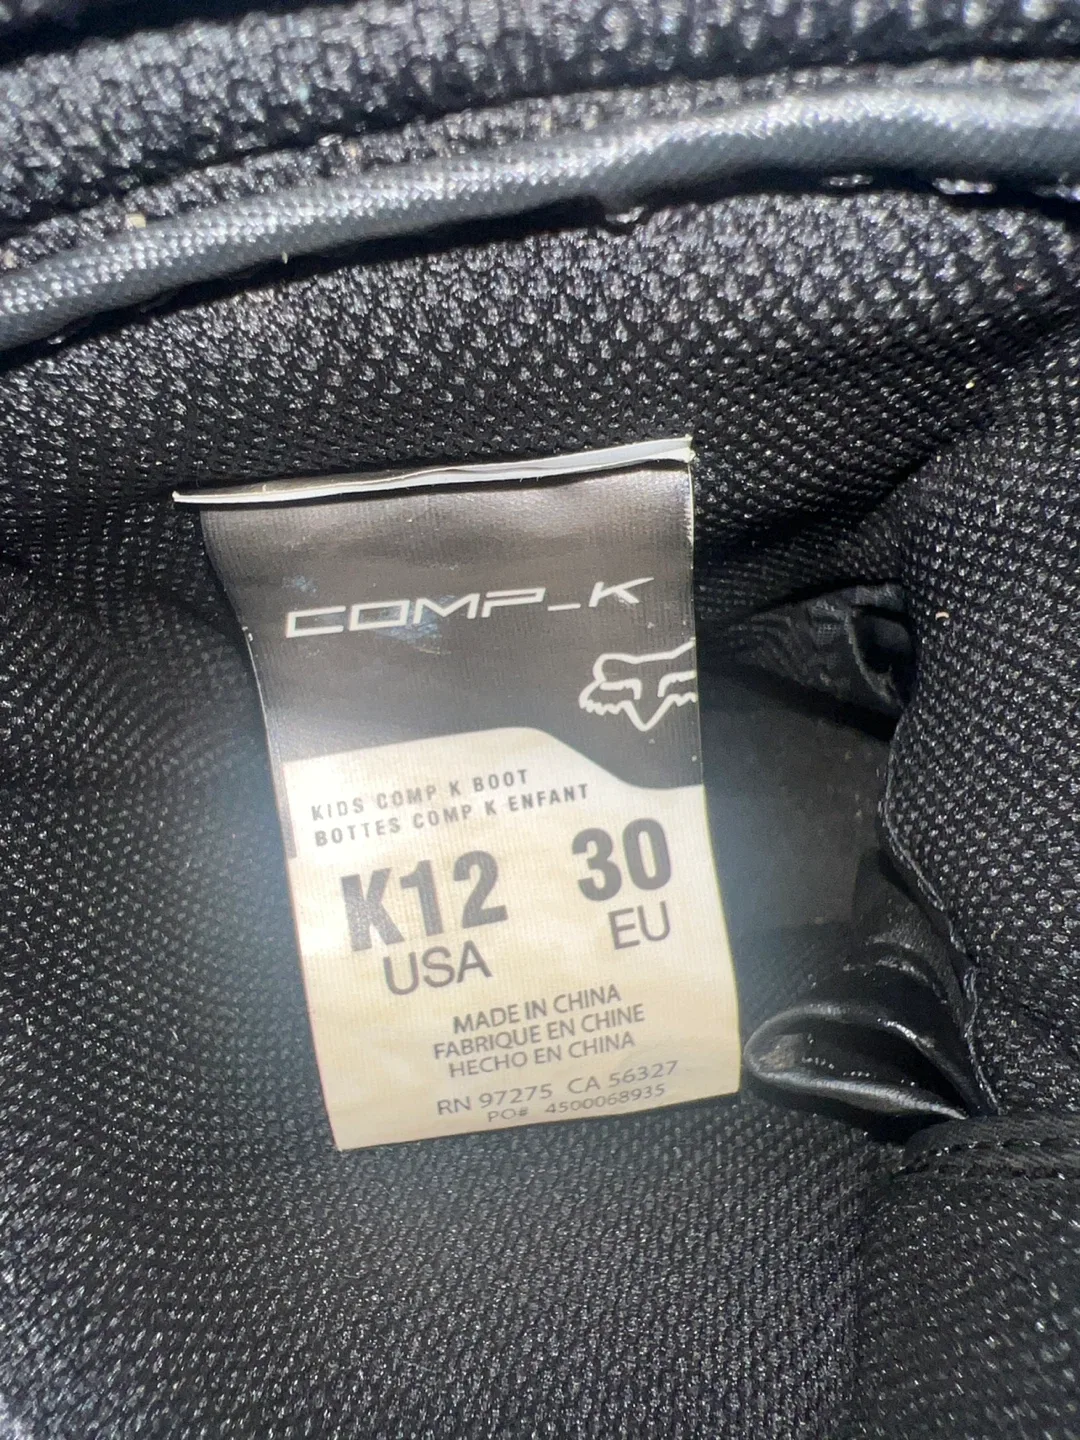 COMP_K
KIDS COMP K BOOT
BOTTES COMP K ENFANT
K12 30
USA EU
MADE IN CHINA
FABRIQUE EN CHINE
HECHO EN CHINA
RN 97275 CA 56327
PO# 4500068935